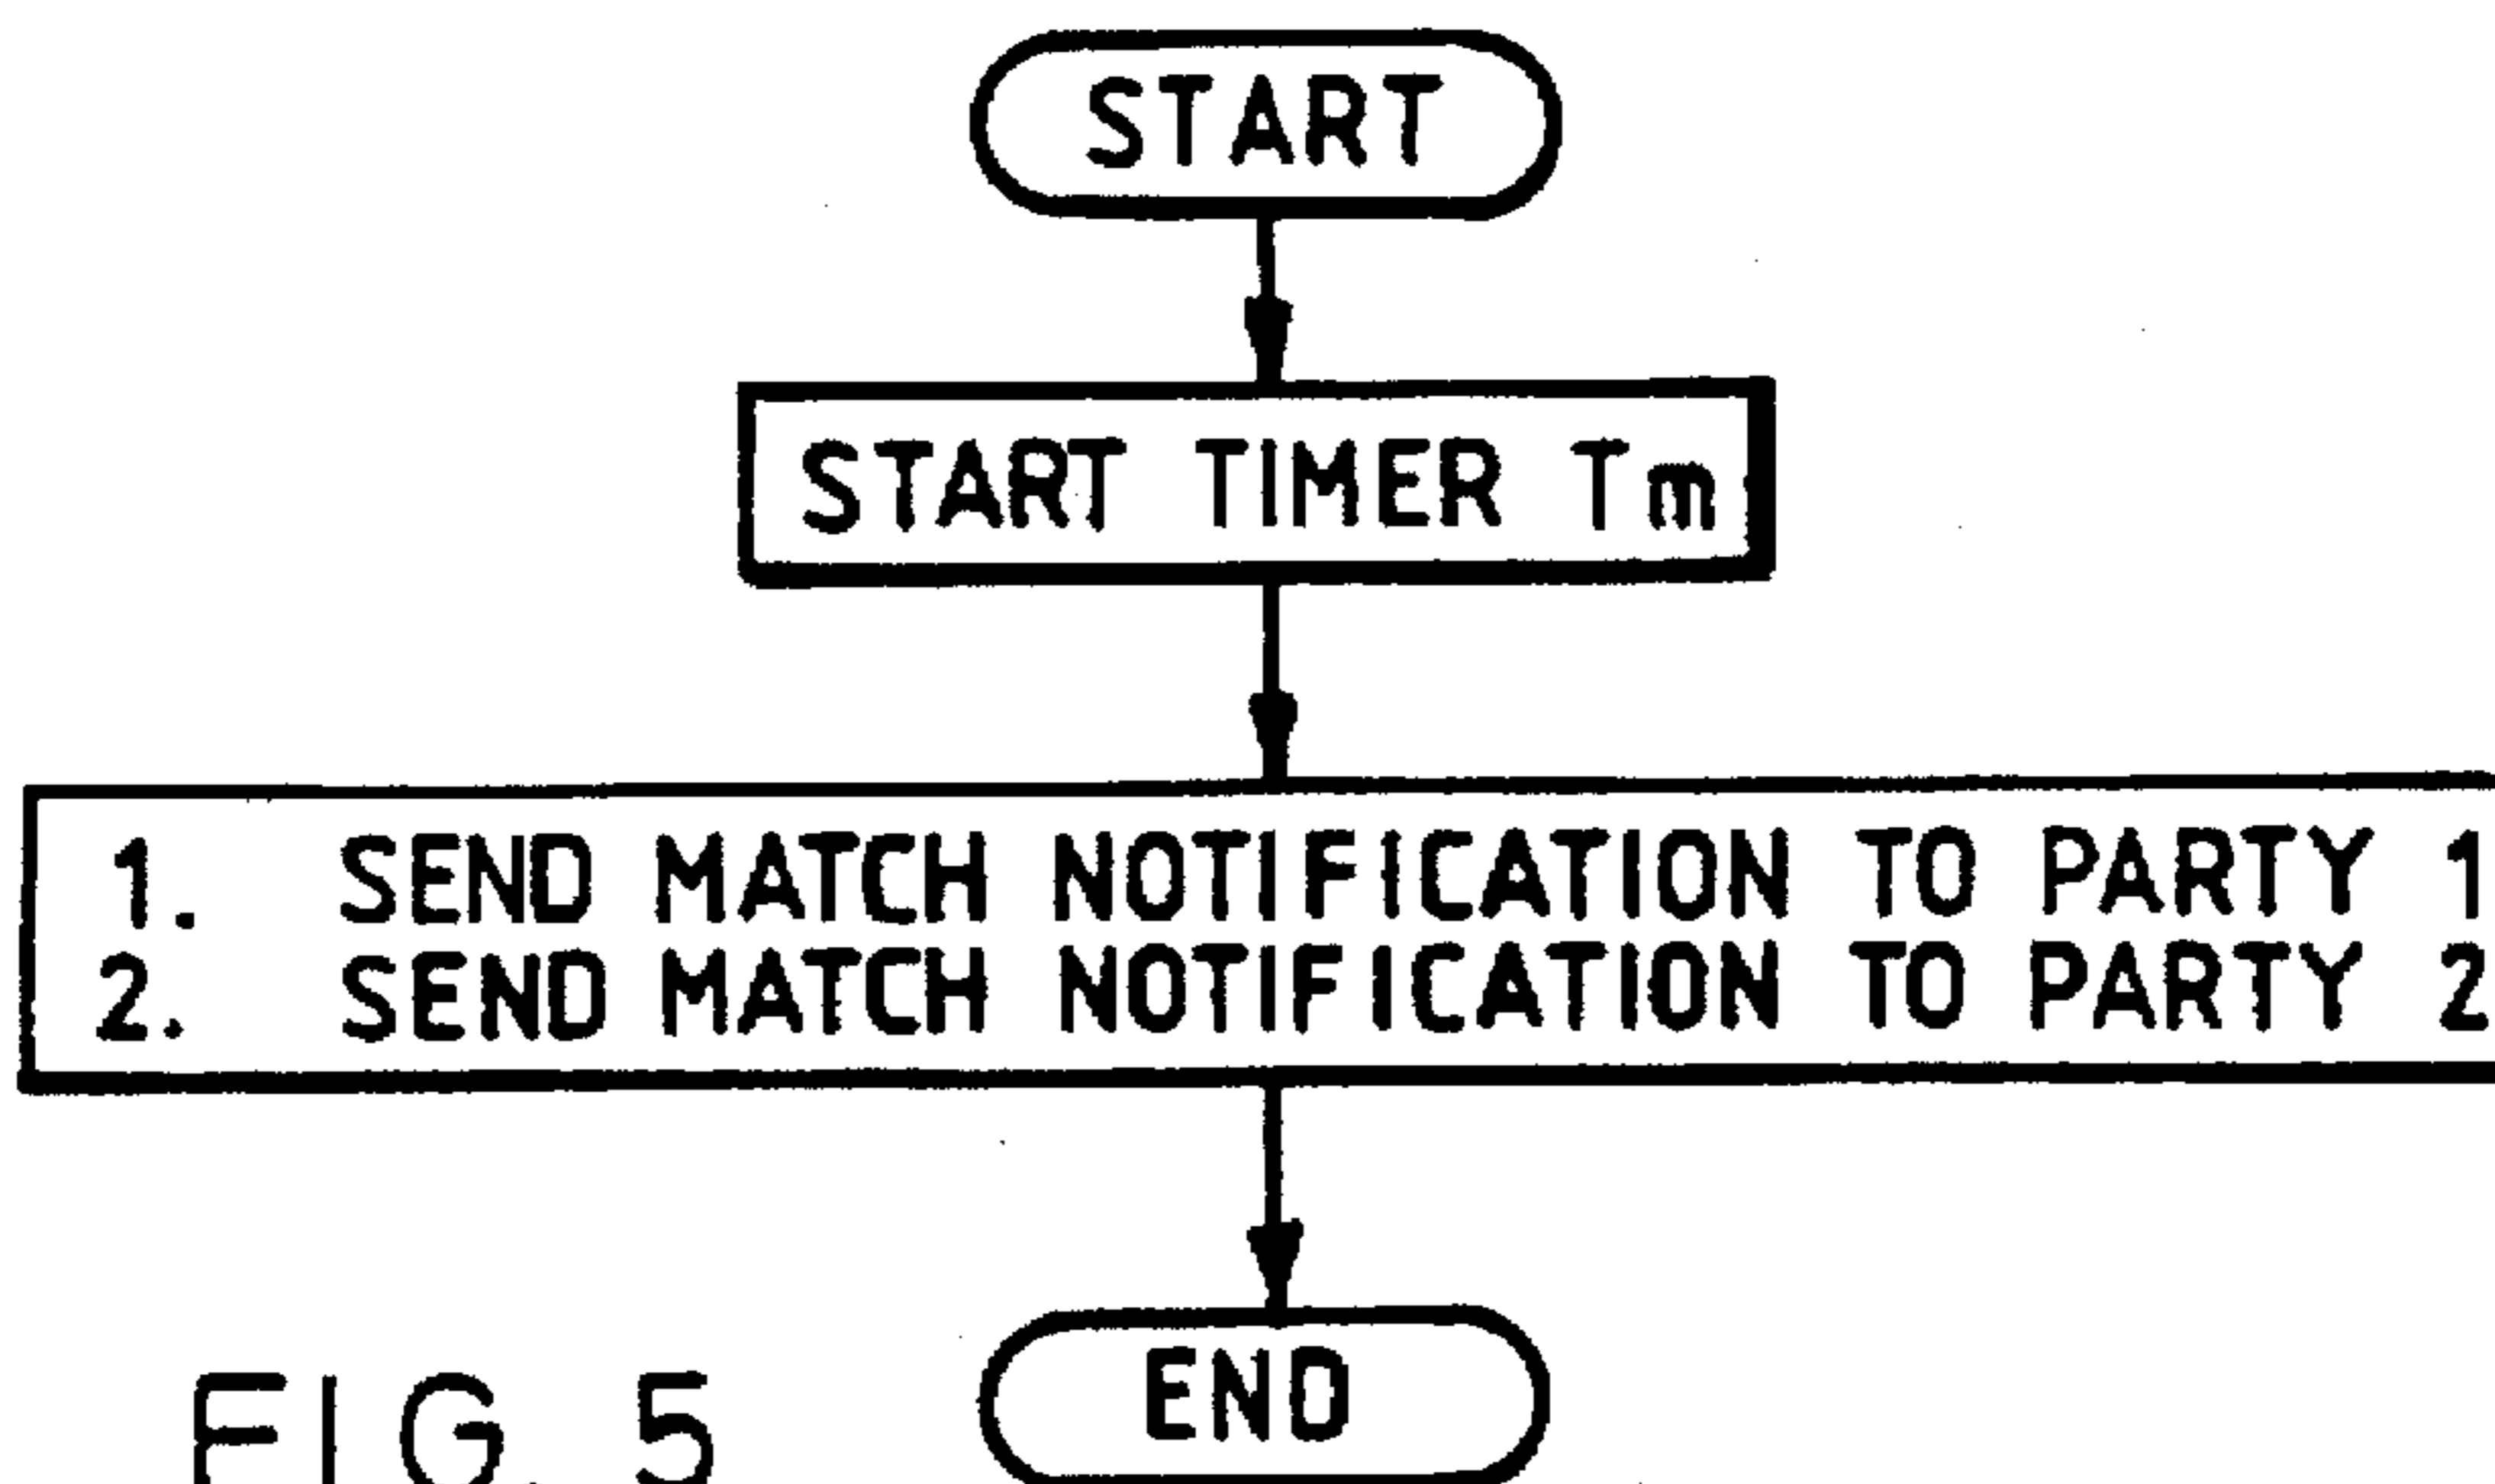 START
START TIMER Tm
1. SEND MATCH NOTIFICATION TO PARTY 1
2. SEND MATCH NOTIFICATION TO PARTY 2
END
FIG. 5